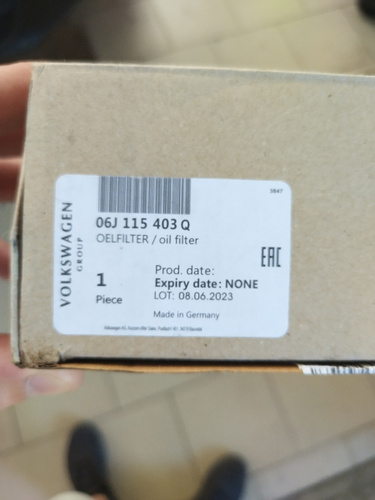 3847
06J 115 403 Q
OELFILTER / oil filter
VOLKSWAGEN
GROUP
EAC
1
Piece
Prod. date:
Expiry date: NONE
LOT: 08.06.2023
Made in Germany